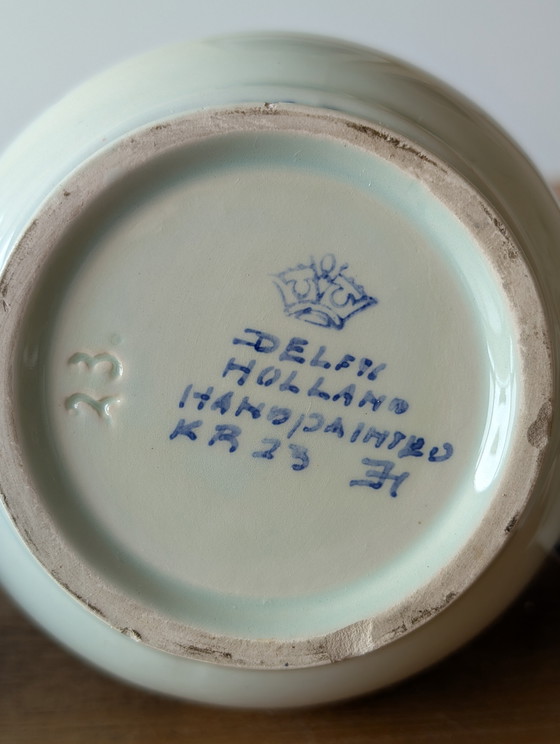 DELFT
HOLLAND
HANDPAINTED
KR 23
23.